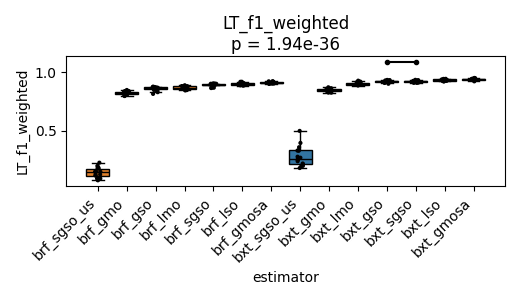 LT_f1_weighted
p = 1.94e-36
LT_f1_weighted
1.0
0.5
brf_sgso_us
brf_gmo
brf_gso
brf_lmo
brf_sgso
brf_lso
brf_gmosa
bxt_sgso_us
bxt_gmo
bxt_lmo
bxt_gso
bxt_sgso
bxt_lso
bxt_gmosa
estimator